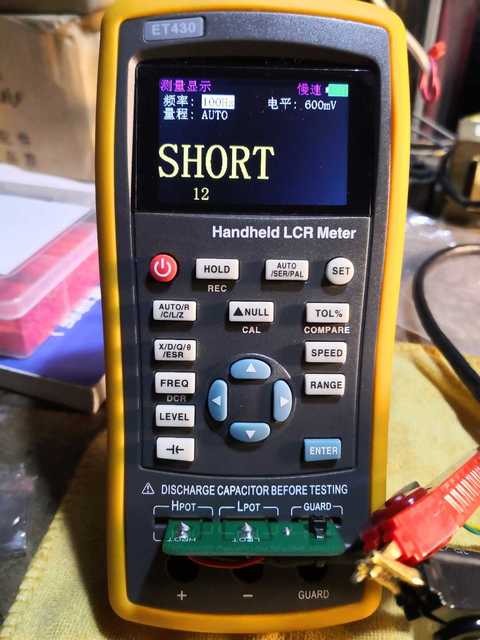 ET430
测量显示 慢速
频率: 100Hz 电平: 600mV
量程: AUTO
SHORT
12
Handheld LCR Meter
HOLD
REC
AUTO
/SER/PAL
SET
AUTO/R
/C/L/Z
▲NULL
CAL
TOL%
COMPARE
X/D/Q/θ
/ESR
SPEED
FREQ
DCR
RANGE
LEVEL
ENTER
⚠ DISCHARGE CAPACITOR BEFORE TESTING
HPOT LPOT GUARD
HPOT LPOT
+ − GUARD